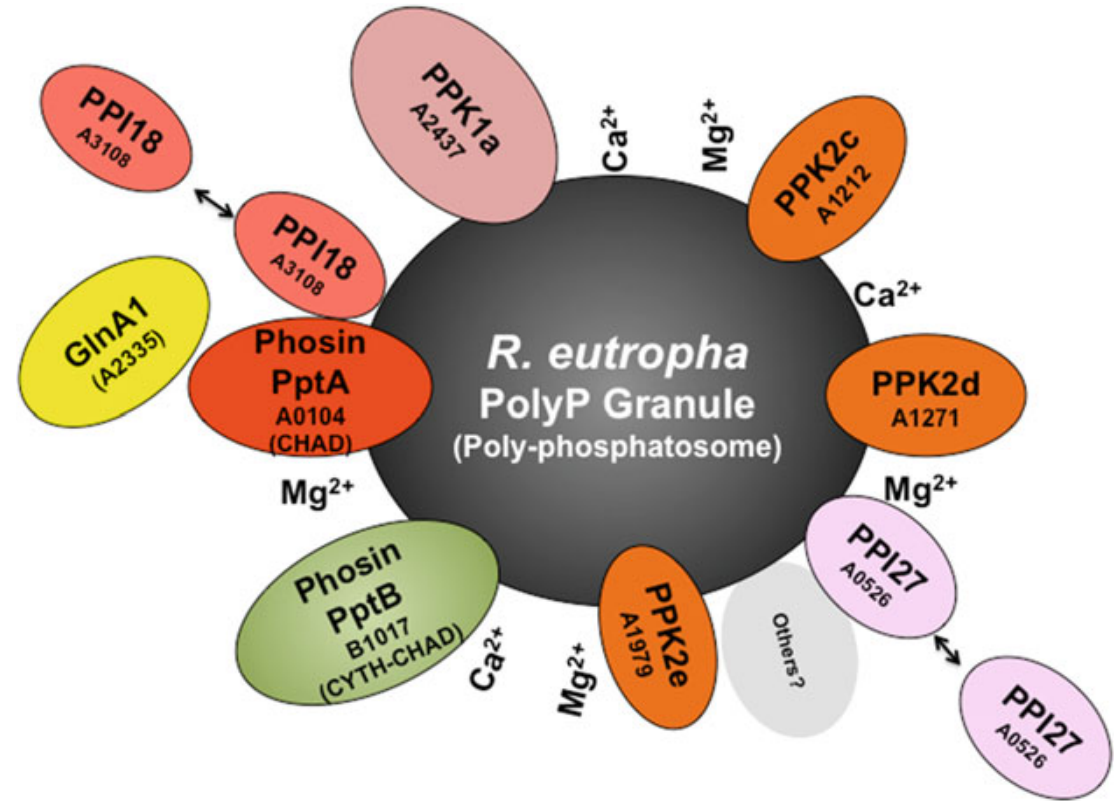 PPI18
A3108
PPI18
A3108
GlnA1
(A2335)
PPK1a
A2437
Ca²⁺
Mg²⁺
PPK2c
A1212
Ca²⁺
Phosin
PptA
A0104
(CHAD)
R. eutropha
PolyP Granule
(Poly-phosphatosome)
PPK2d
A1271
Mg²⁺
Mg²⁺
Phosin
PptB
B1017
(CYTH-CHAD)
Ca²⁺
Mg²⁺
PPK2e
A1979
Others?
PPI27
A0526
PPI27
A0526